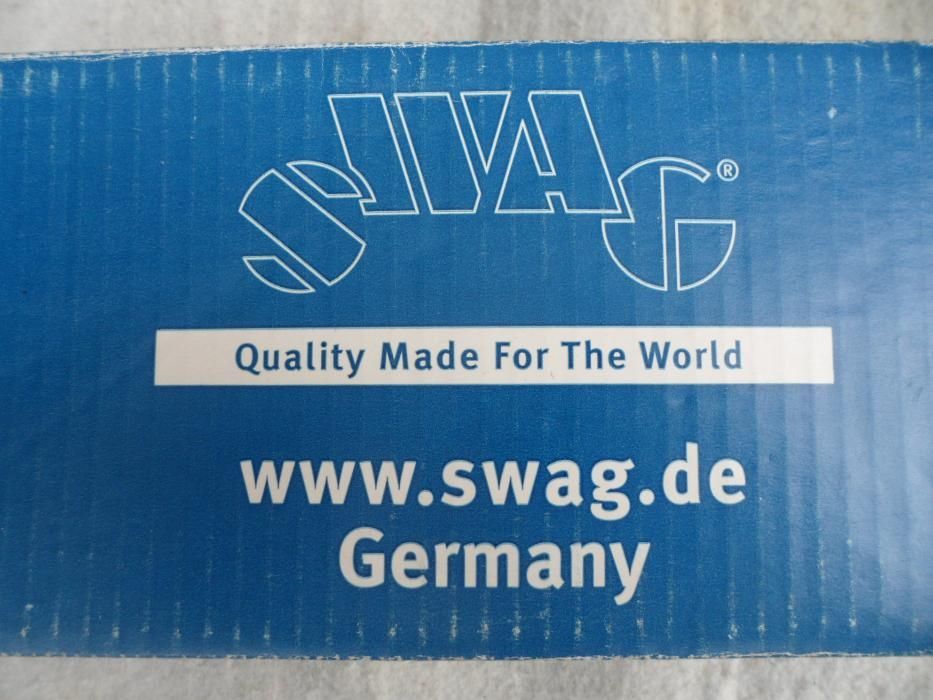 SWAG®
Quality Made For The World
www.swag.de
Germany